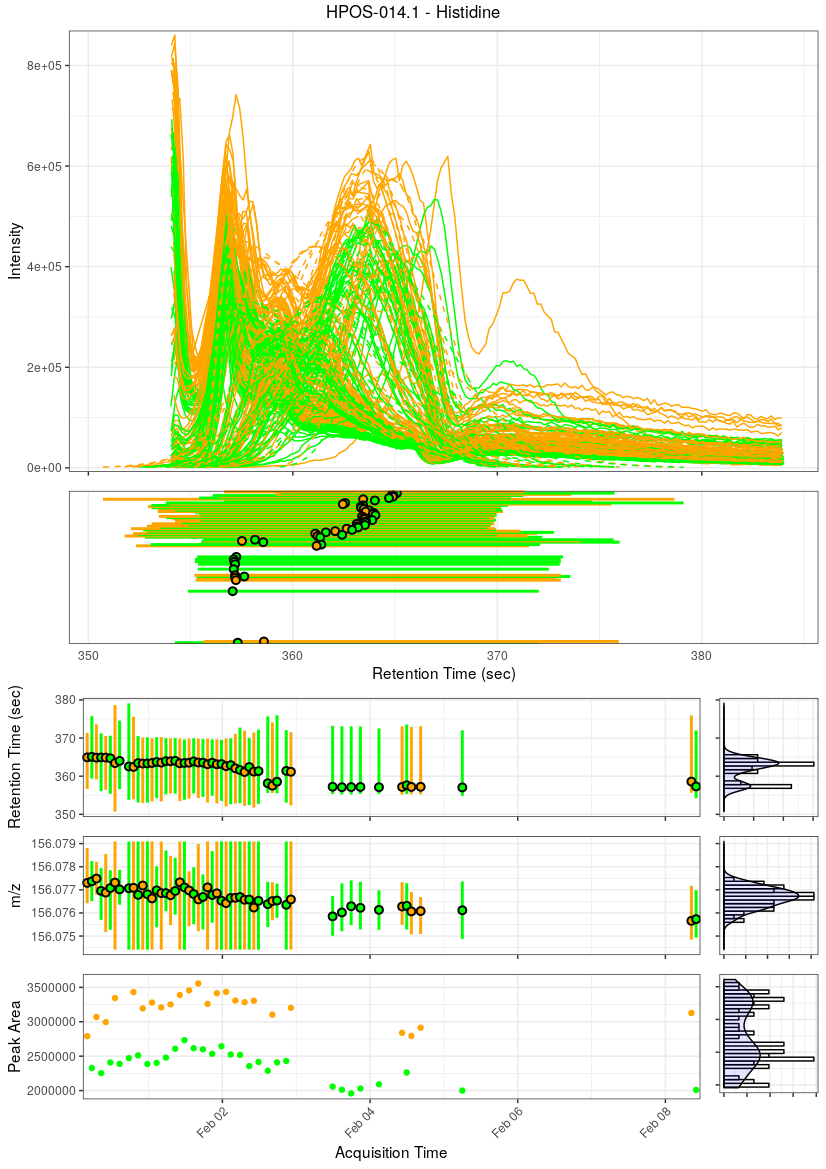 HPOS-014.1 - Histidine
8e+05
6e+05
4e+05
2e+05
0e+00
Intensity
350 360 370 380
Retention Time (sec)
380
370
360
350
Retention Time (sec)
156.079
156.078
156.077
156.076
156.075
m/z
3500000
3000000
2500000
2000000
Peak Area
Feb 02 Feb 04 Feb 06 Feb 08
Acquisition Time